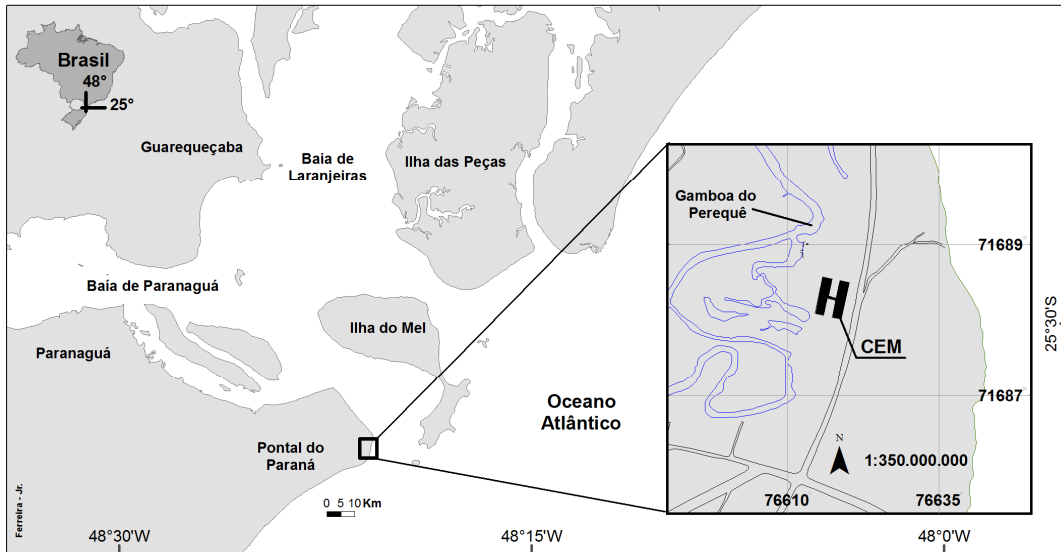 Brasil
48°
25°
Guarequeçaba
Baia de
Laranjeiras
Ilha das Peças
Gamboa do
Perequê
71689
Baía de Paranaguá
Ilha do Mel
Paranaguá
CEM
25°30'S
71687
Oceano
Atlântico
Pontal do
Paraná
N
1:350.000.000
76610
76635
0 5 10 Km
Ferreira - Jr.
48°30'W
48°15'W
48°0'W